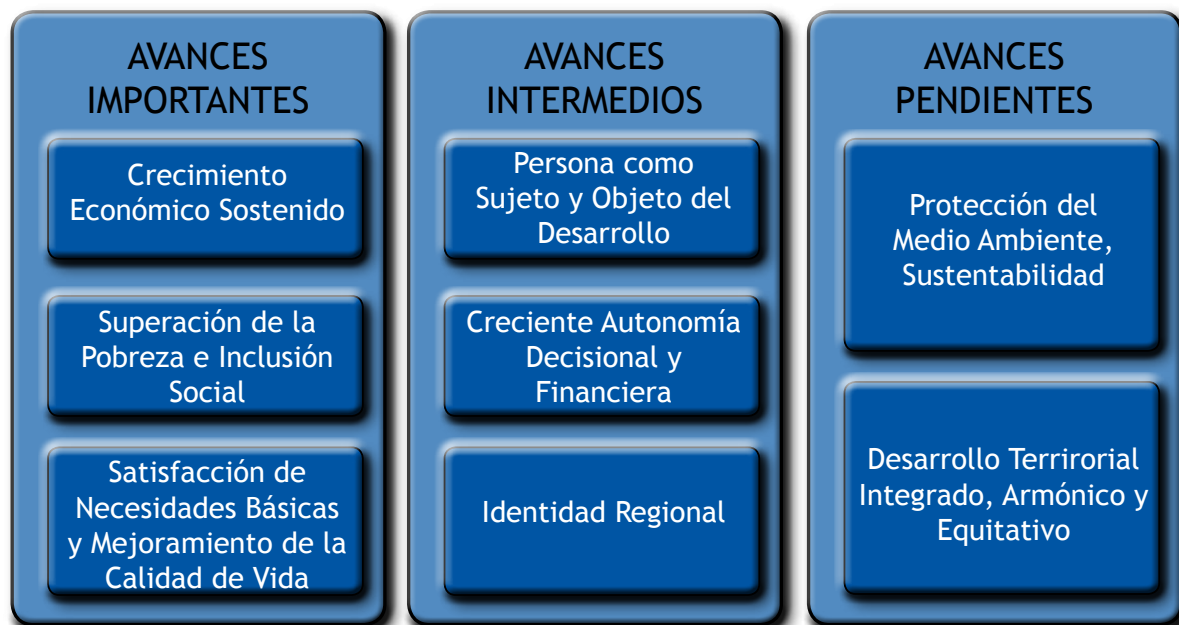 AVANCES
IMPORTANTES
Crecimiento
Económico Sostenido
Superación de la
Pobreza e Inclusión
Social
Satisfacción de
Necesidades Básicas
y Mejoramiento de la
Calidad de Vida
AVANCES
INTERMEDIOS
Persona como
Sujeto y Objeto del
Desarrollo
Creciente Autonomía
Decisional y
Financiera
Identidad Regional
AVANCES
PENDIENTES
Protección del
Medio Ambiente,
Sustentabilidad
Desarrollo Terrirorial
Integrado, Armónico y
Equitativo